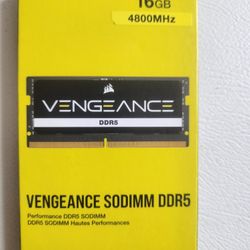 16GB
4800MHz
VENGEANCE
DDR5
VENGEANCE SODIMM DDR5
Performance DDR5 SODIMM
DDR5 SODIMM Hautes Performances